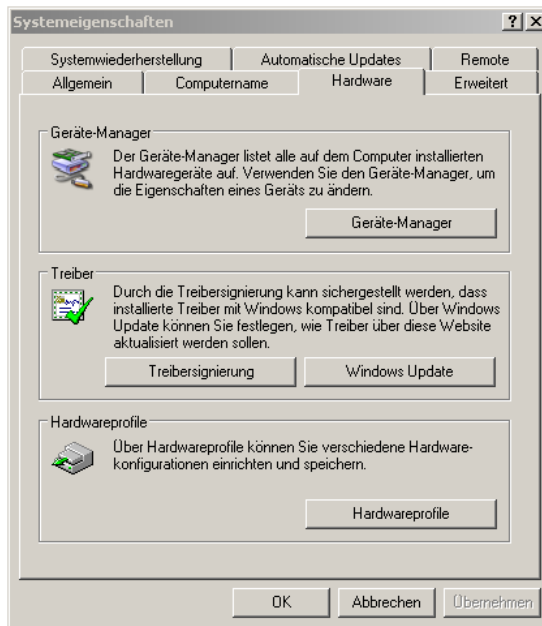 Systemeigenschaften
Systemwiederherstellung Automatische Updates Remote
Allgemein Computername Hardware Erweitert
Geräte-Manager
Der Geräte-Manager listet alle auf dem Computer installierten
Hardwaregeräte auf. Verwenden Sie den Geräte-Manager, um
die Eigenschaften eines Geräts zu ändern.
Geräte-Manager
Treiber
Durch die Treibersignierung kann sichergestellt werden, dass
installierte Treiber mit Windows kompatibel sind. Über Windows
Update können Sie festlegen, wie Treiber über diese Website
aktualisiert werden sollen.
Treibersignierung Windows Update
Hardwareprofile
Über Hardwareprofile können Sie verschiedene Hardware-
konfigurationen einrichten und speichern.
Hardwareprofile
OK Abbrechen Übernehmen